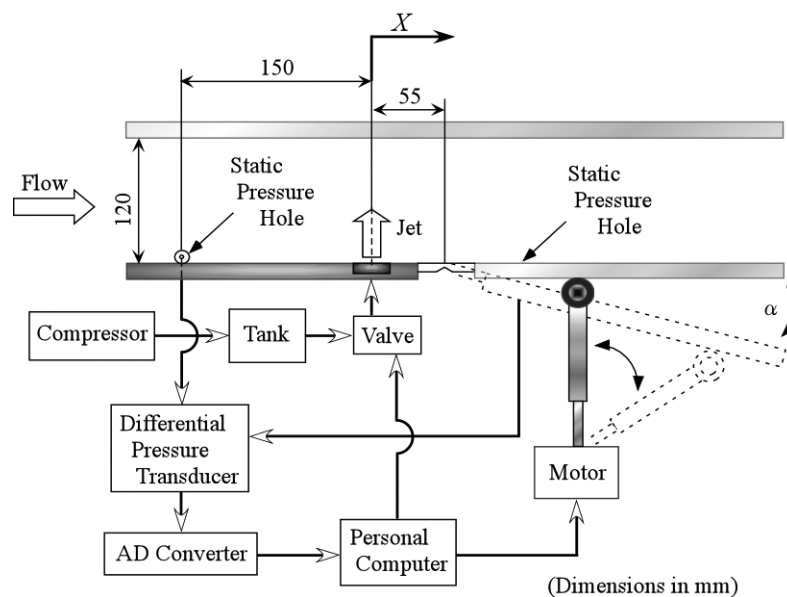 X
150
55
Static
Pressure
Hole
Static
Pressure
Hole
Flow
120
Jet
α
Compressor
Tank
Valve
Differential
Pressure
Transducer
Motor
AD Converter
Personal
Computer
(Dimensions in mm)